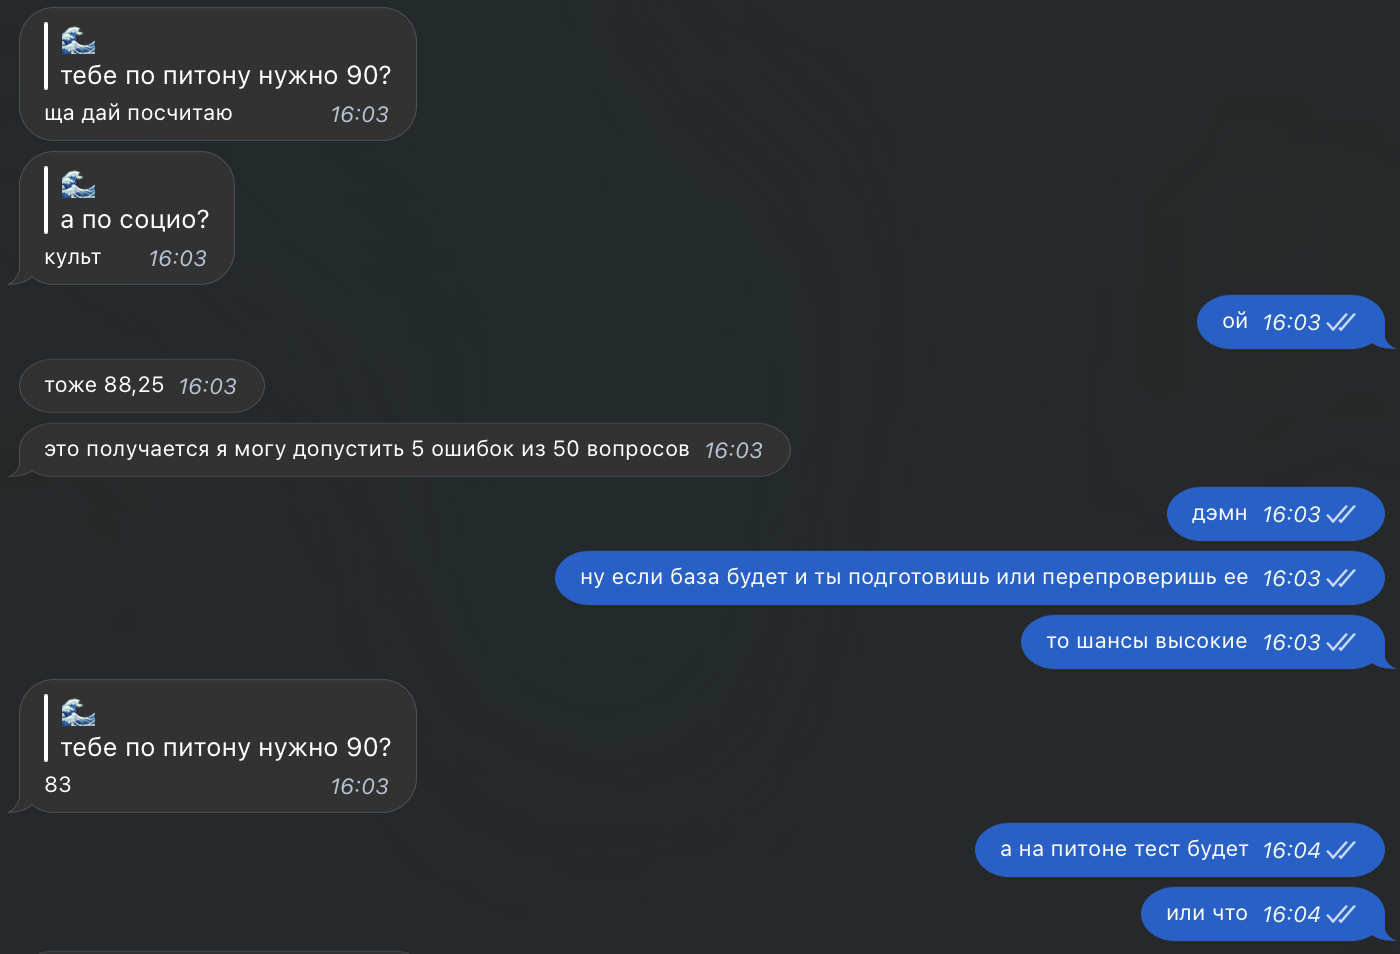 🌊
тебе по питону нужно 90?
ща дай посчитаю 16:03
🌊
а по социо?
культ 16:03
ой 16:03
тоже 88,25 16:03
это получается я могу допустить 5 ошибок из 50 вопросов 16:03
дэмн 16:03
ну если база будет и ты подготовишь или перепроверишь ее 16:03
то шансы высокие 16:03
🌊
тебе по питону нужно 90?
83 16:03
а на питоне тест будет 16:04
или что 16:04